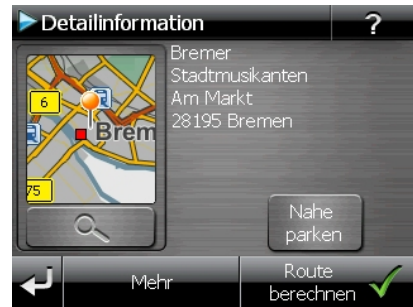 Detailinformation
?
Bremer
Stadtmusikanten
Am Markt
28195 Bremen
6
Brem
75
Nahe
parken
Mehr
Route
berechnen